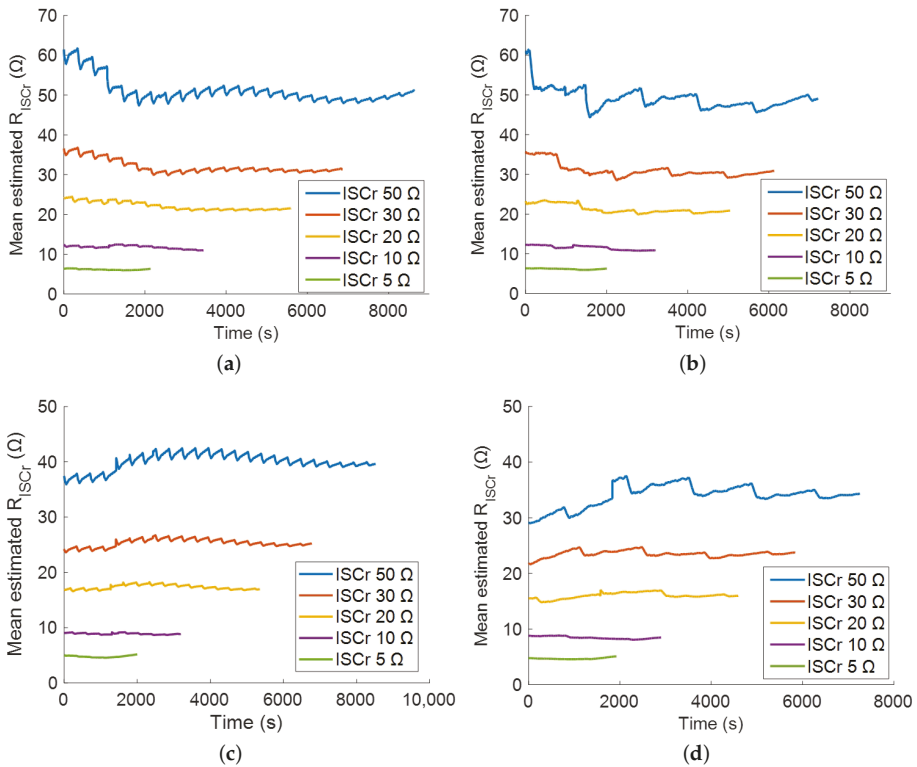 70
60
50
40
30
20
10
0
Mean estimated R_ISCr (Ω)
ISCr 50 Ω
ISCr 30 Ω
ISCr 20 Ω
ISCr 10 Ω
ISCr 5 Ω
0 2000 4000 6000 8000
Time (s)
(a)
70
60
50
40
30
20
10
0
Mean estimated R_ISCr (Ω)
ISCr 50 Ω
ISCr 30 Ω
ISCr 20 Ω
ISCr 10 Ω
ISCr 5 Ω
0 2000 4000 6000 8000
Time (s)
(b)
50
40
30
20
10
0
Mean estimated R_ISCr (Ω)
ISCr 50 Ω
ISCr 30 Ω
ISCr 20 Ω
ISCr 10 Ω
ISCr 5 Ω
0 2000 4000 6000 8000 10,000
Time (s)
(c)
50
40
30
20
10
0
Mean estimated R_ISCr (Ω)
ISCr 50 Ω
ISCr 30 Ω
ISCr 20 Ω
ISCr 10 Ω
ISCr 5 Ω
0 2000 4000 6000 8000
Time (s)
(d)